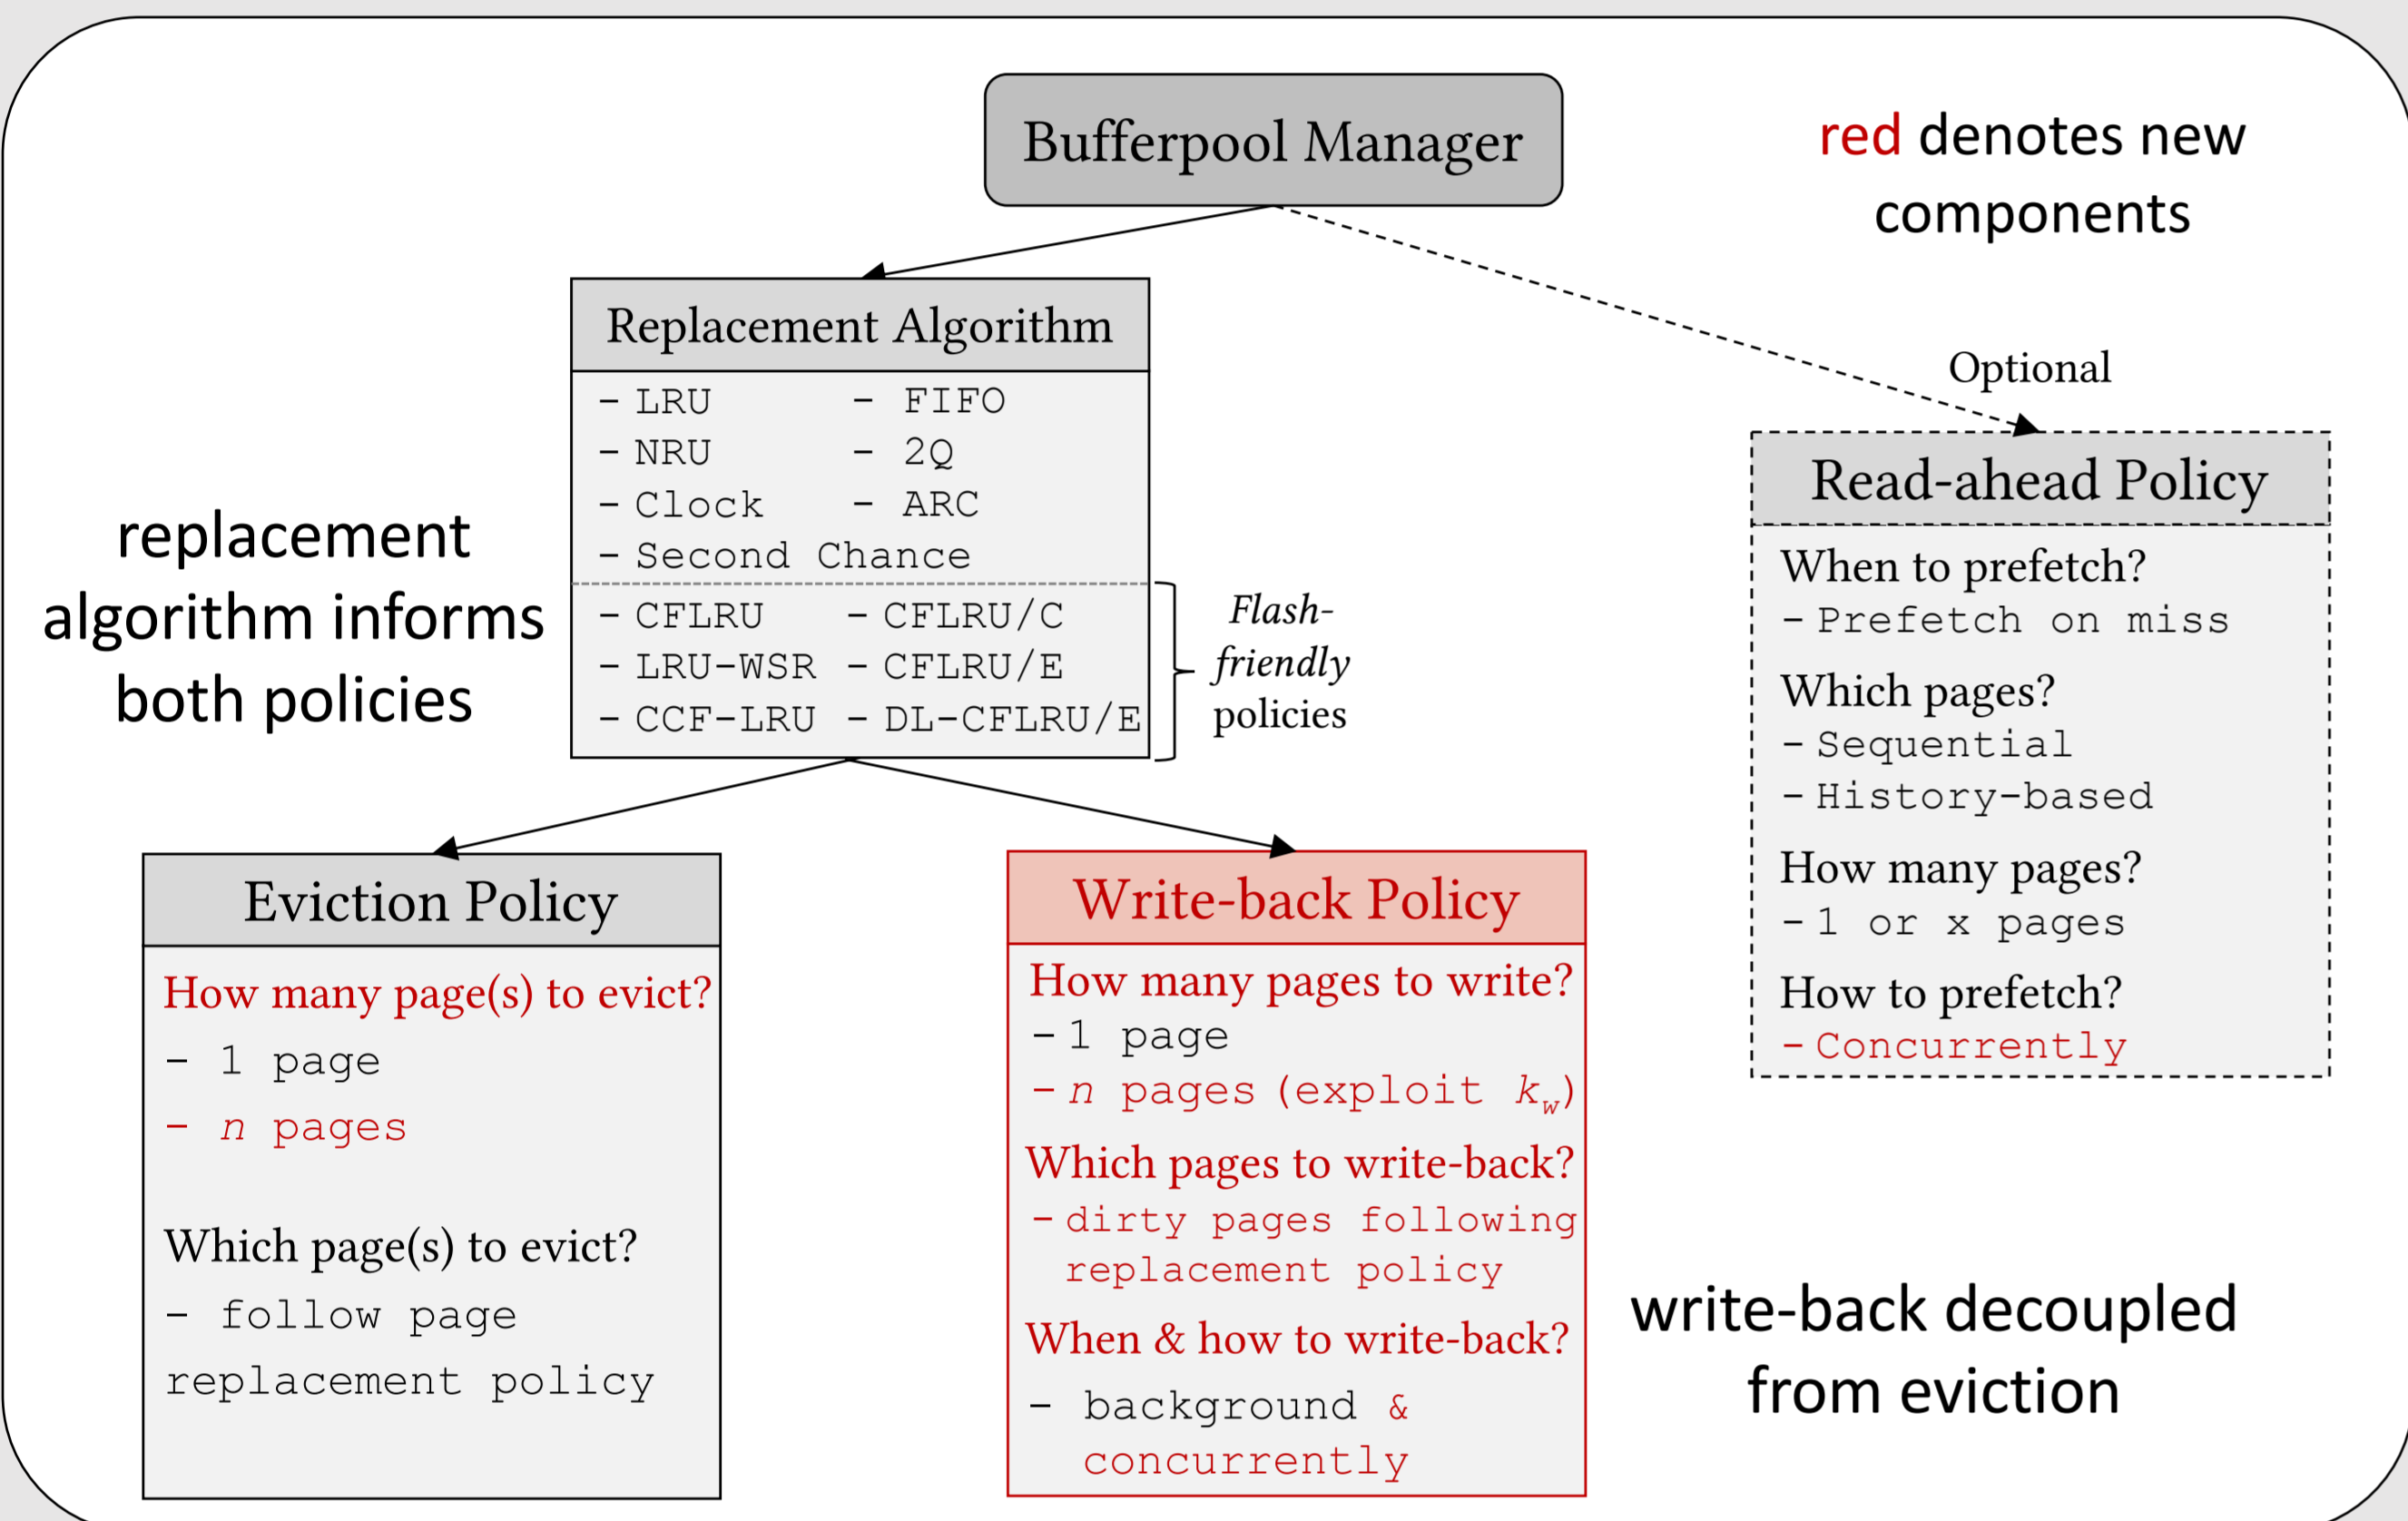 Bufferpool Manager
red denotes new
components
Replacement Algorithm
- LRU - FIFO
- NRU - 2Q
- Clock - ARC
- Second Chance
- CFLRU - CFLRU/C
- LRU-WSR - CFLRU/E
- CCF-LRU - DL-CFLRU/E
Flash-
friendly
policies
replacement
algorithm informs
both policies
Optional
Read-ahead Policy
When to prefetch?
- Prefetch on miss
Which pages?
- Sequential
- History-based
How many pages?
- 1 or x pages
How to prefetch?
- Concurrently
Eviction Policy
How many page(s) to evict?
- 1 page
- n pages
Which page(s) to evict?
- follow page
replacement policy
Write-back Policy
How many pages to write?
- 1 page
- n pages (exploit kw)
Which pages to write-back?
- dirty pages following
replacement policy
When & how to write-back?
- background &
concurrently
write-back decoupled
from eviction